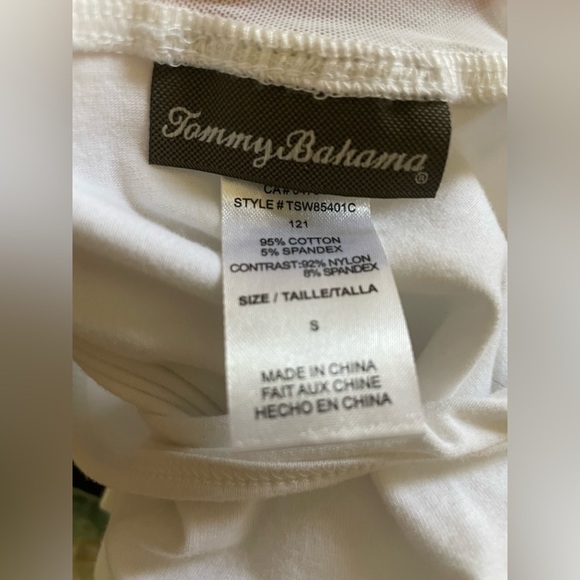 Tommy Bahama®
STYLE # TSW85401C
121
95% COTTON
5% SPANDEX
CONTRAST:92% NYLON
8% SPANDEX
SIZE / TAILLE/TALLA
S
MADE IN CHINA
FAIT AUX CHINE
HECHO EN CHINA